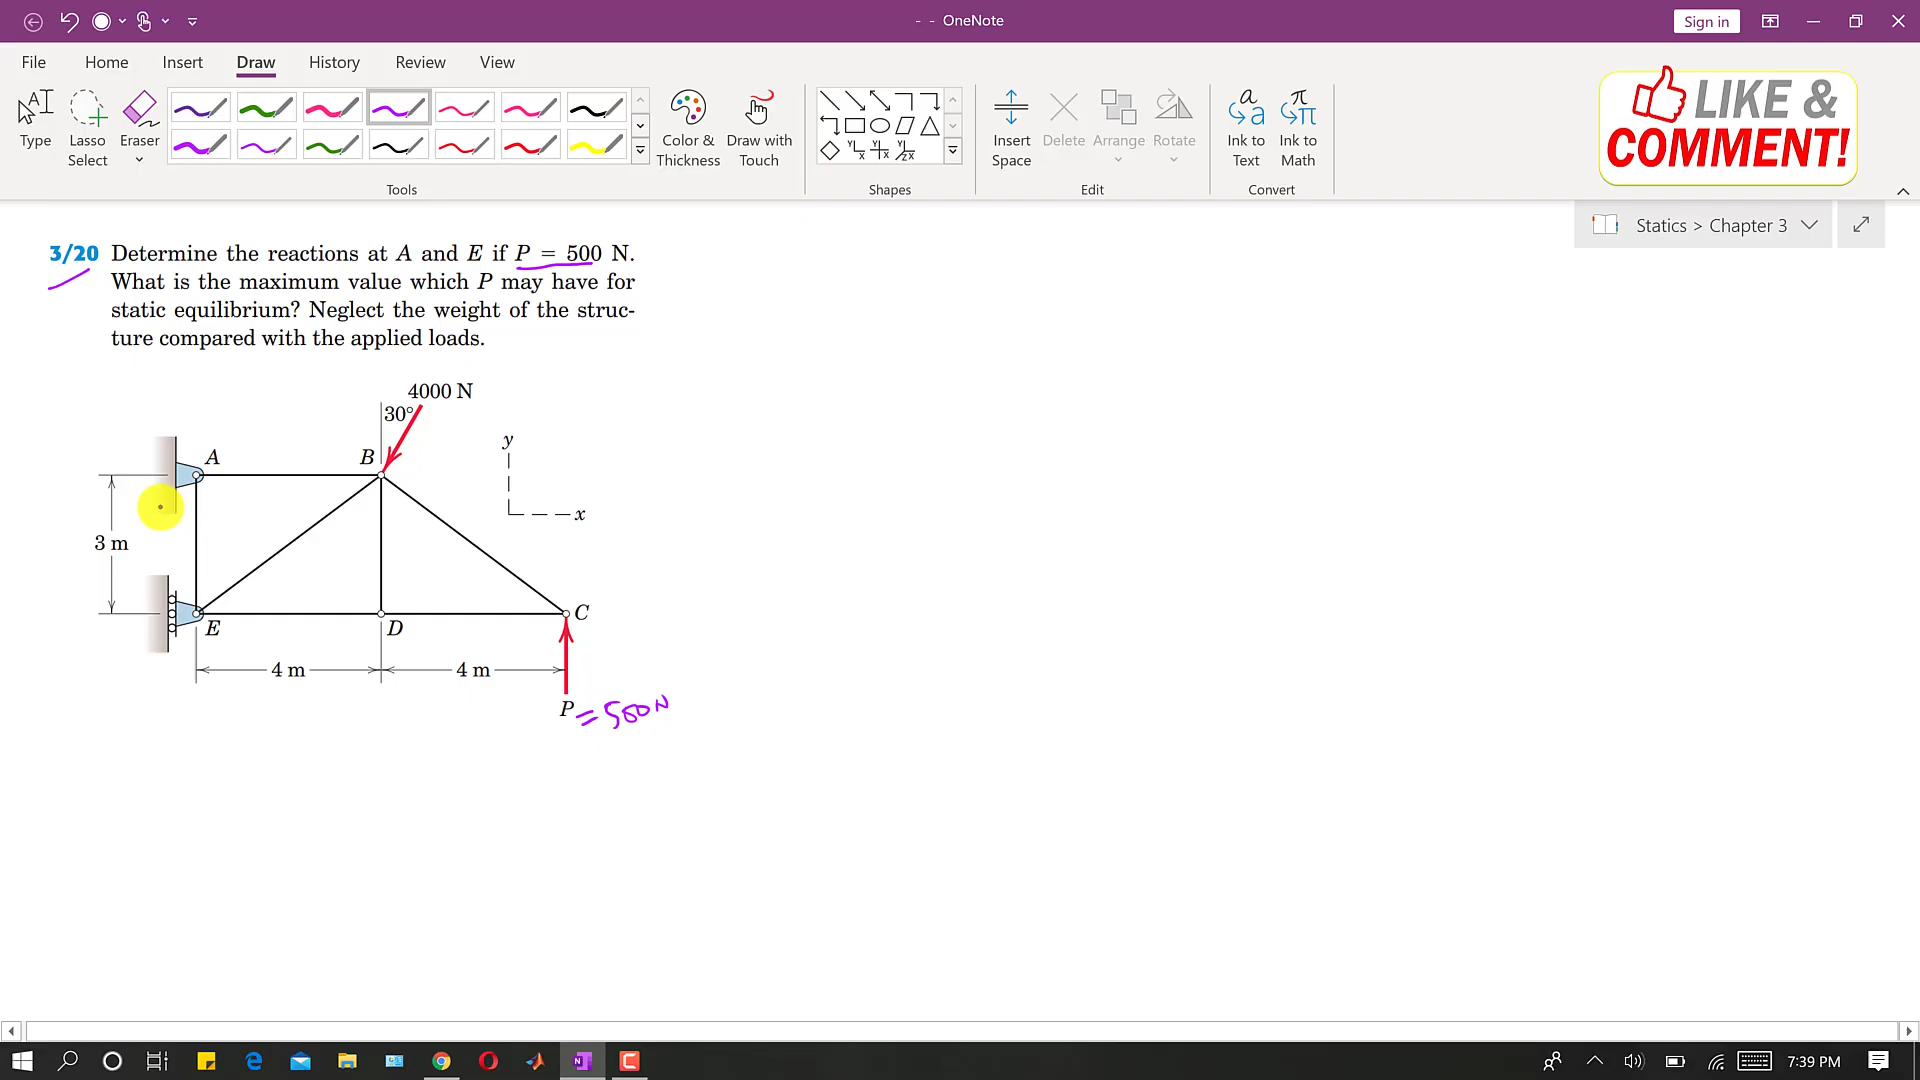 - - OneNote
Sign in
File Home Insert Draw History Review View
Type
Lasso Select
Eraser
Color & Thickness
Draw with Touch
Insert Space
Delete
Arrange
Rotate
Ink to Text
Ink to Math
Tools
Shapes
Edit
Convert
LIKE &
COMMENT!
Statics > Chapter 3
3/20 Determine the reactions at A and E if P = 500 N.
What is the maximum value which P may have for
static equilibrium? Neglect the weight of the struc-
ture compared with the applied loads.
4000 N
30°
y
A
B
x
3 m
C
E
D
4 m
4 m
P = 500 N
7:39 PM